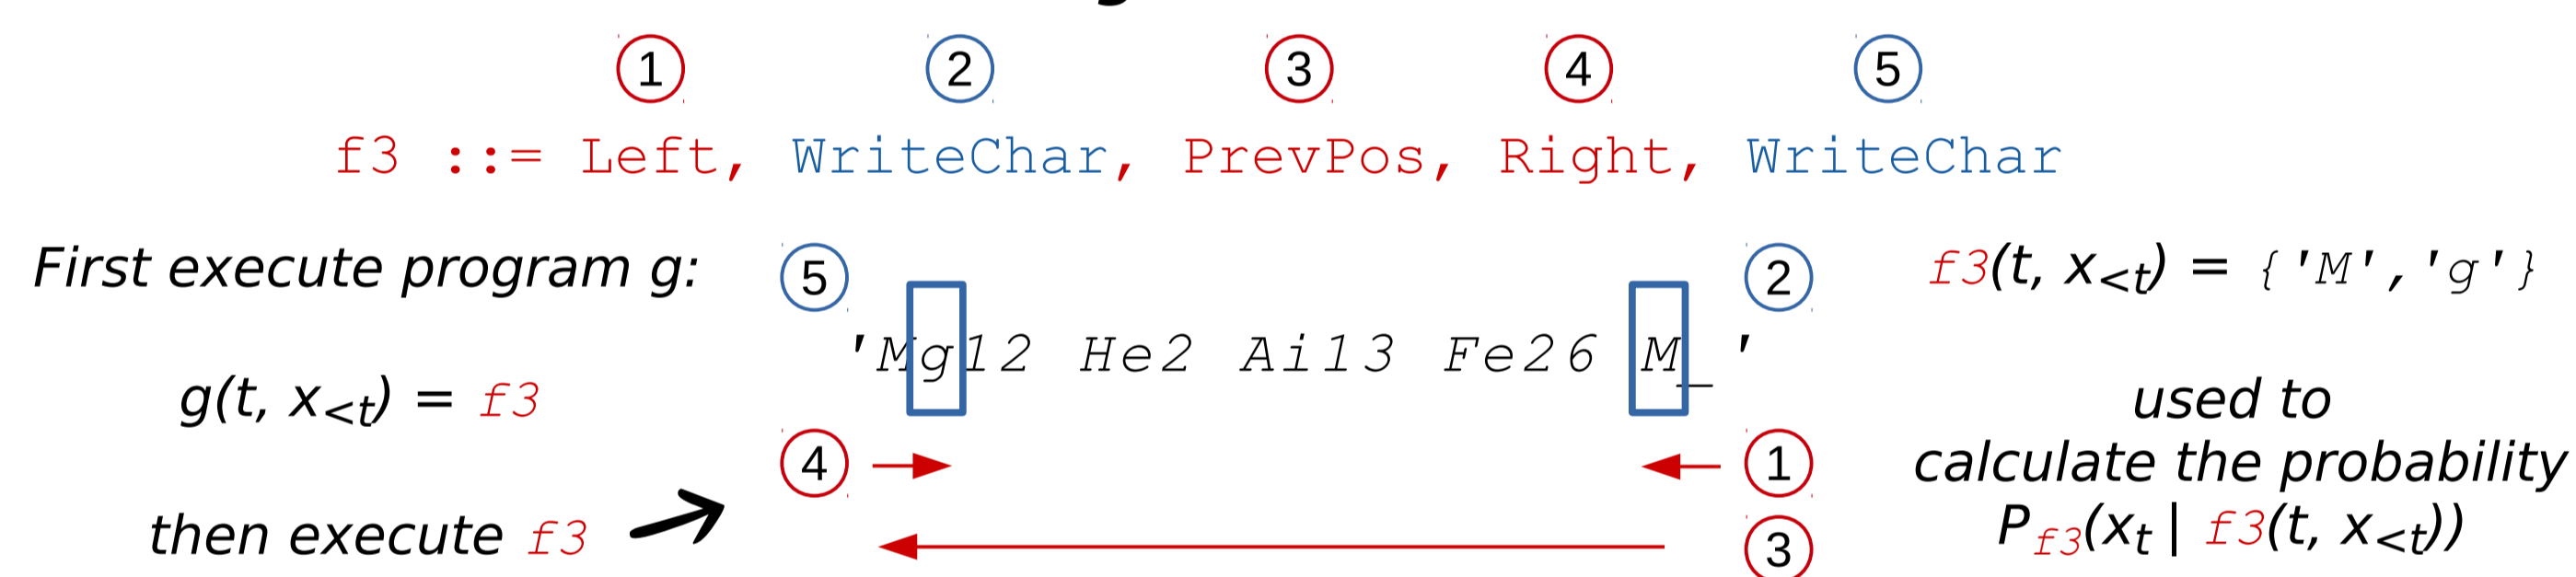 1 2 3 4 5
f3 ::= Left, WriteChar, PrevPos, Right, WriteChar
First execute program g:
5 2
f3(t, x<t) = {'M','g'}
'Mg12 He2 Ai13 Fe26 M_ '
g(t, x<t) = f3
used to
4 1
calculate the probability
then execute f3
3
Pf3(xt | f3(t, x<t))